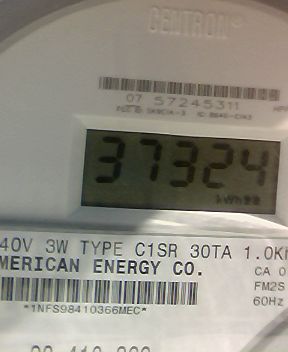 CENTRON®
07 57245311
37324
kWh
40V 3W TYPE C1SR 30TA 1.0Kh
MERICAN ENERGY CO.
CA 0
FM2S
60Hz
*1NFS98410366MEC*